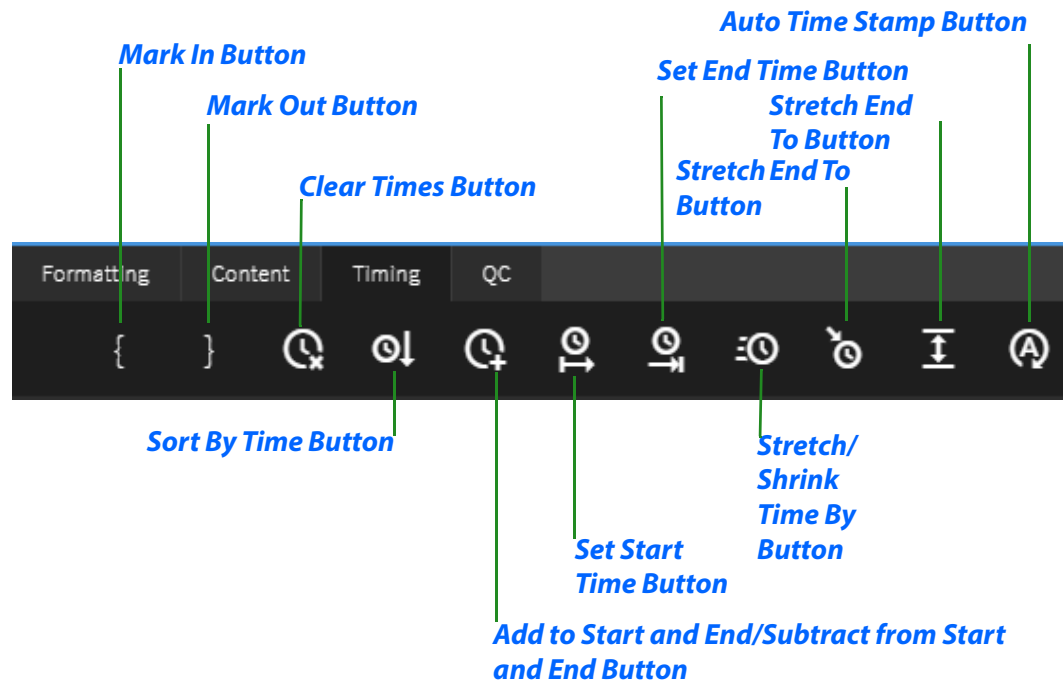 Auto Time Stamp Button
Mark In Button
Set End Time Button
Mark Out Button
Stretch End
To Button
Stretch End To
Button
Clear Times Button
Formatting
Content
Timing
QC
{
}
A
Sort By Time Button
Stretch/
Shrink
Time By
Button
Set Start
Time Button
Add to Start and End/Subtract from Start
and End Button